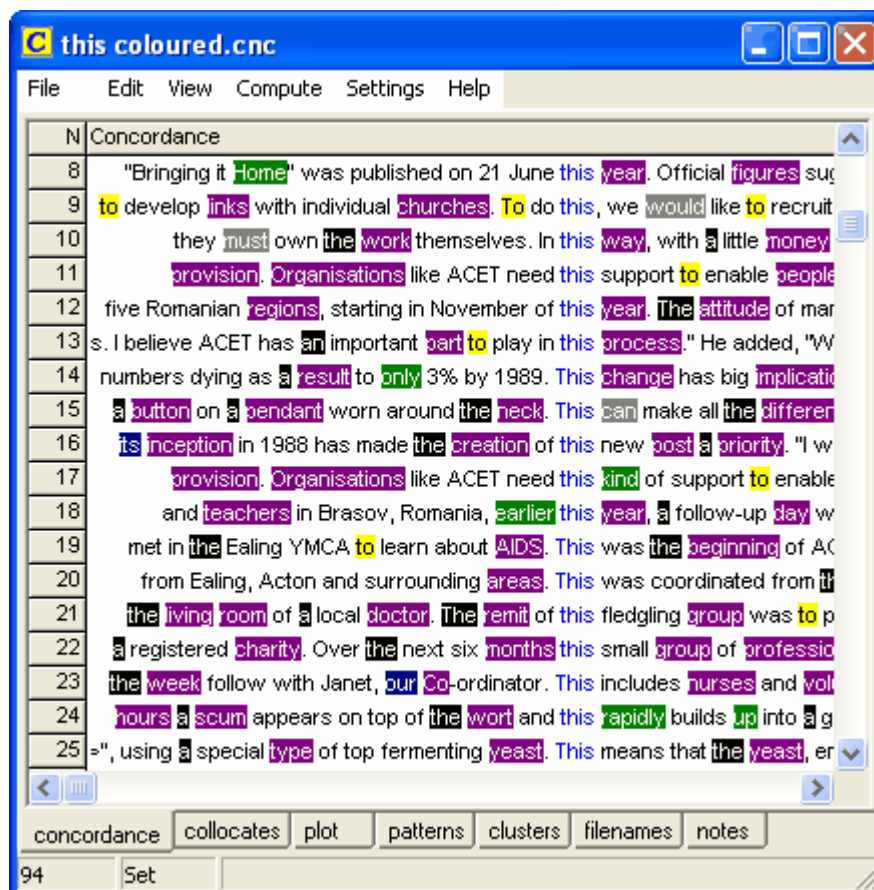 C this coloured.cnc
File Edit View Compute Settings Help
N Concordance
8 "Bringing it Home" was published on 21 June this year. Official figures sug
9 to develop links with individual churches. To do this, we would like to recruit
10 they must own the work themselves. In this way, with a little money
11 provision. Organisations like ACET need this support to enable people
12 five Romanian regions, starting in November of this year. The attitude of mar
13 s. I believe ACET has an important part to play in this process." He added, "W
14 numbers dying as a result to only 3% by 1989. This change has big implicatio
15 a button on a pendant worn around the neck. This can make all the differen
16 its inception in 1988 has made the creation of this new post a priority. "I w
17 provision. Organisations like ACET need this kind of support to enable
18 and teachers in Brasov, Romania, earlier this year, a follow-up day w
19 met in the Ealing YMCA to learn about AIDS. This was the beginning of AC
20 from Ealing, Acton and surrounding areas. This was coordinated from th
21 the living room of a local doctor. The remit of this fledgling group was to p
22 a registered charity. Over the next six months this small group of professio
23 the week follow with Janet, our Co-ordinator. This includes nurses and volu
24 hours a scum appears on top of the wort and this rapidly builds up into a g
25 =", using a special type of top fermenting yeast. This means that the yeast, er
concordance collocates plot patterns clusters filenames notes
94 Set